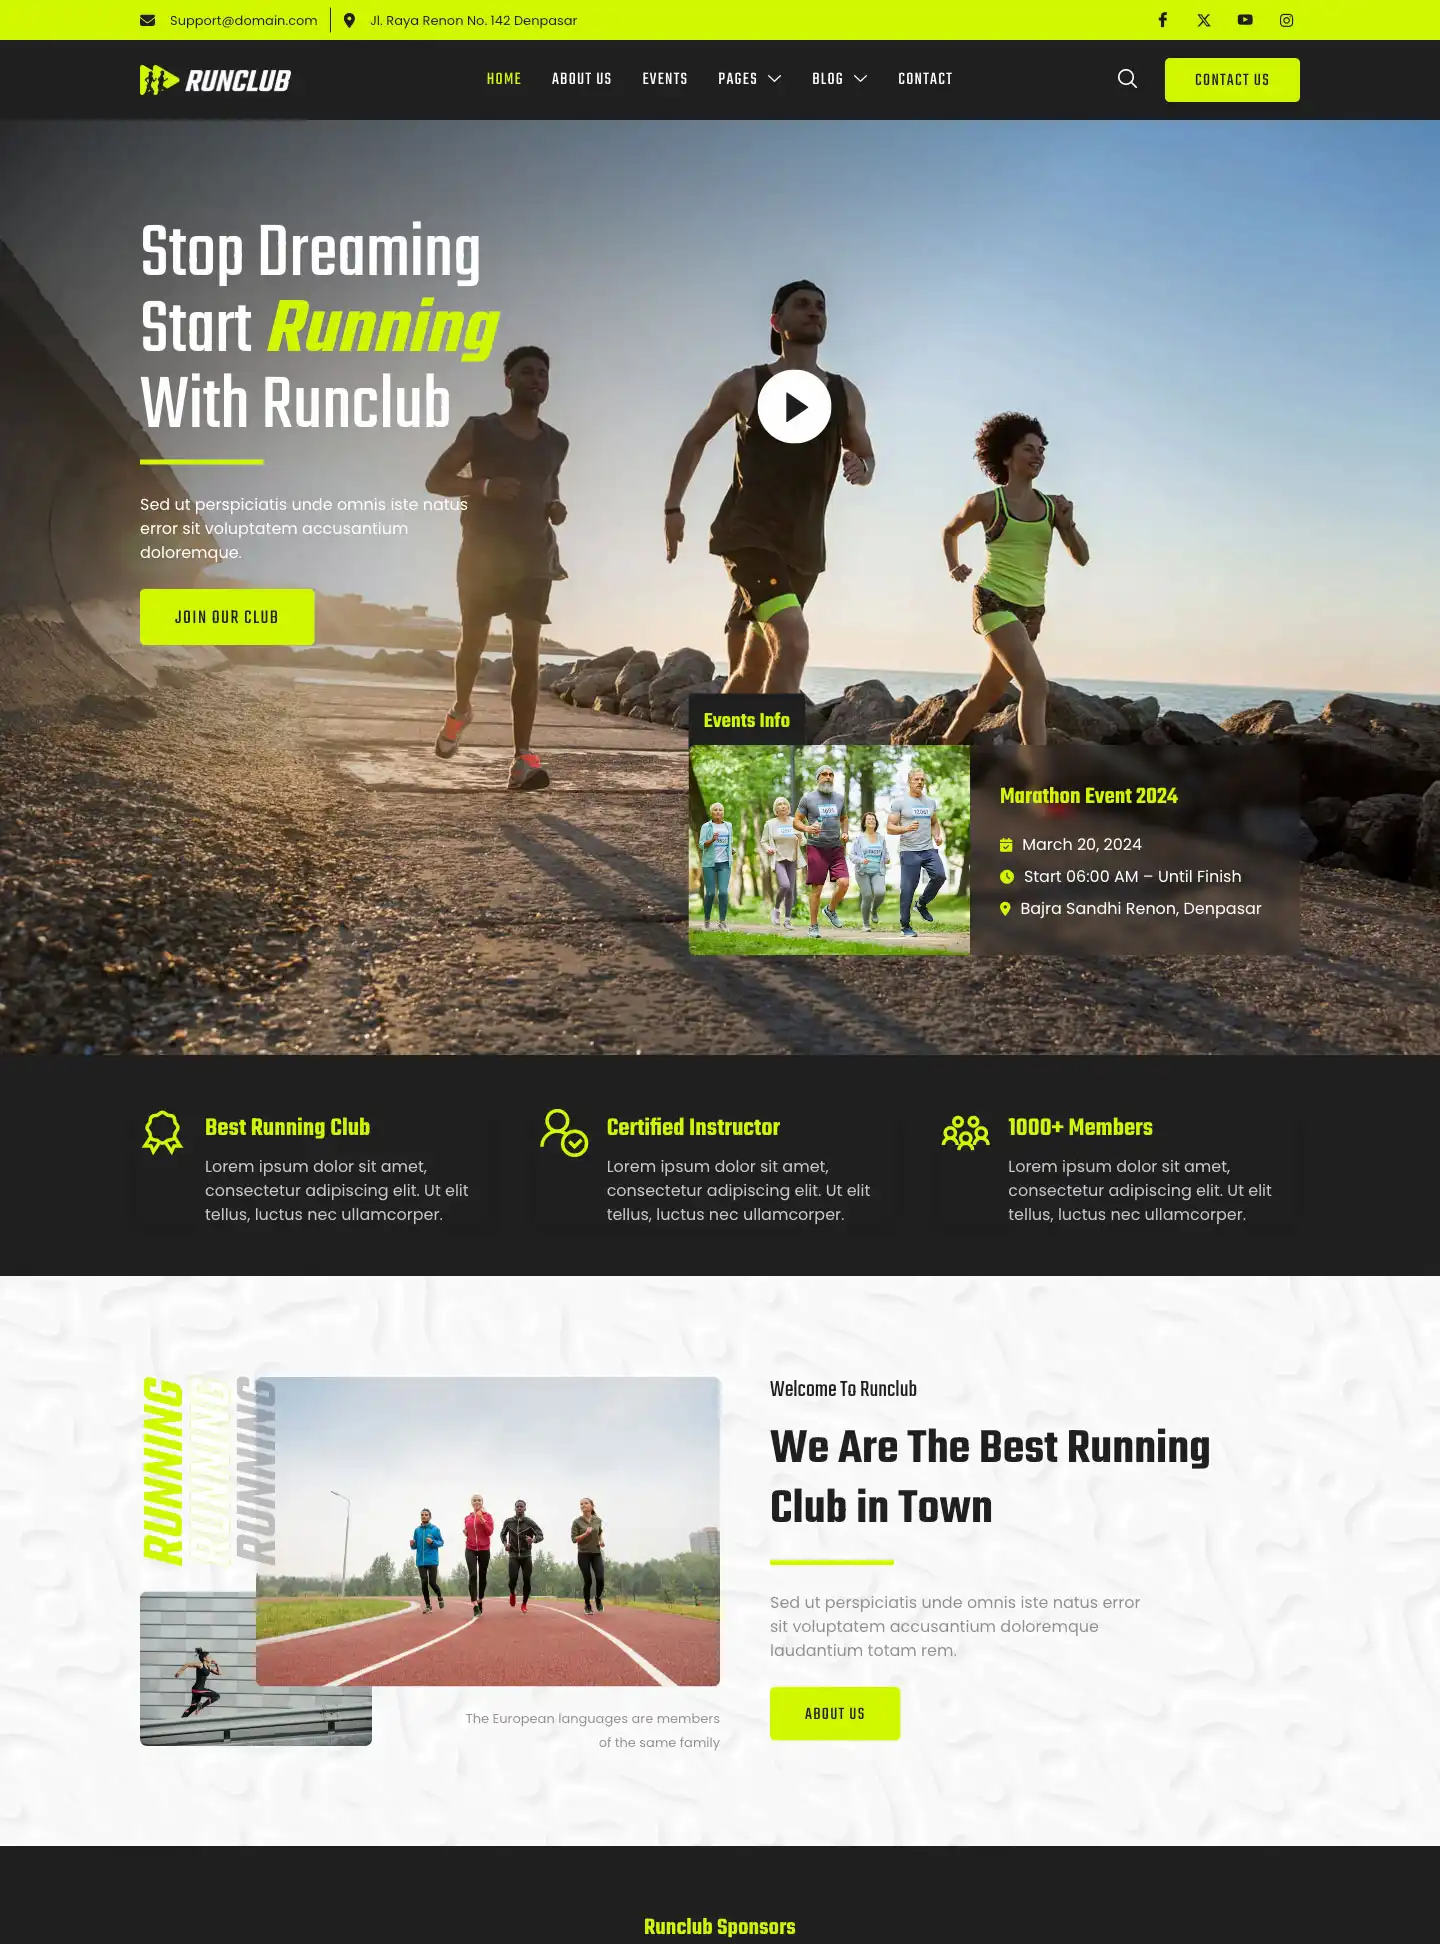 Support@domain.com
Jl. Raya Renon No. 142 Denpasar
RUNCLUB
HOME
ABOUT US
EVENTS
PAGES
BLOG
CONTACT
CONTACT US
Stop Dreaming
Start Running
With Runclub
Sed ut perspiciatis unde omnis iste natus
error sit voluptatem accusantium
doloremque.
JOIN OUR CLUB
Events Info
Marathon Event 2024
March 20, 2024
Start 06:00 AM – Until Finish
Bajra Sandhi Renon, Denpasar
Best Running Club
Lorem ipsum dolor sit amet,
consectetur adipiscing elit. Ut elit
tellus, luctus nec ullamcorper.
Certified Instructor
Lorem ipsum dolor sit amet,
consectetur adipiscing elit. Ut elit
tellus, luctus nec ullamcorper.
1000+ Members
Lorem ipsum dolor sit amet,
consectetur adipiscing elit. Ut elit
tellus, luctus nec ullamcorper.
RUNNING
RUNNING
RUNNING
The European languages are members
of the same family
Welcome To Runclub
We Are The Best Running
Club in Town
Sed ut perspiciatis unde omnis iste natus error
sit voluptatem accusantium doloremque
laudantium totam rem.
ABOUT US
Runclub Sponsors